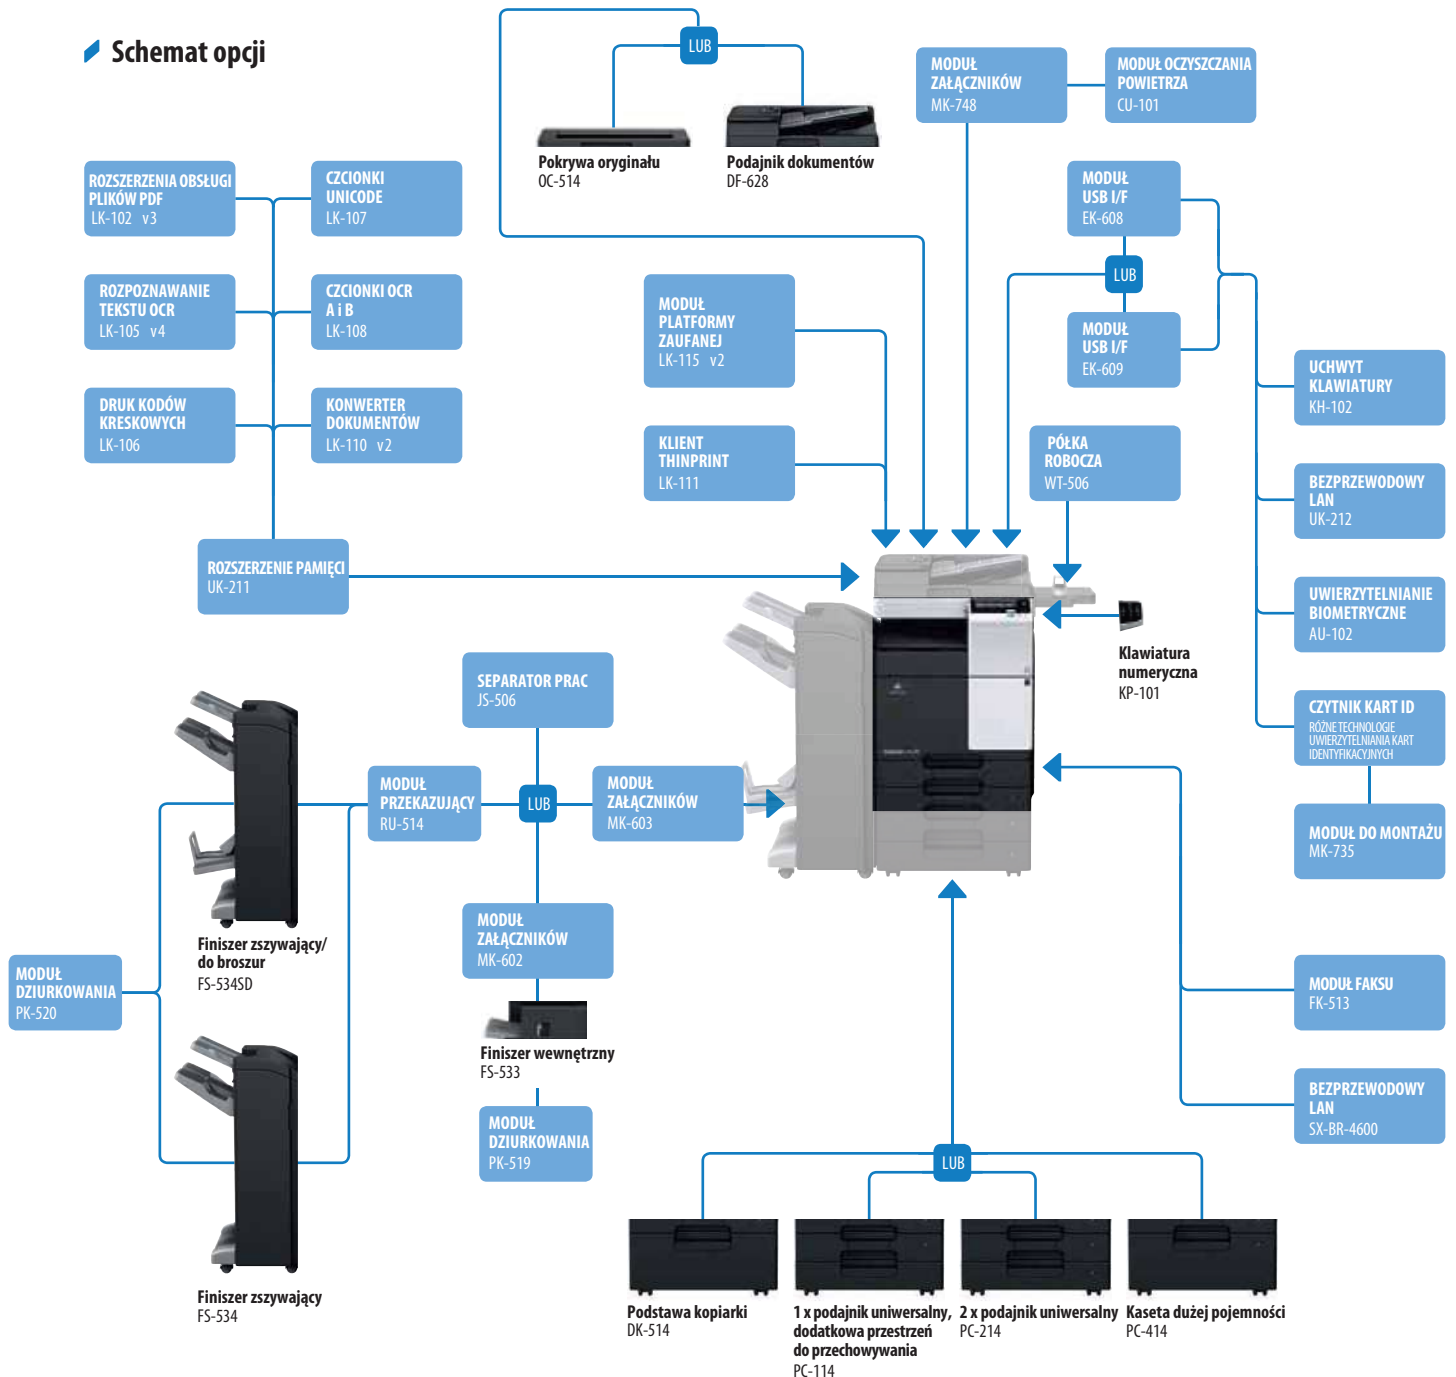 Schemat opcji
LUB
Pokrywa oryginału
OC-514
Podajnik dokumentów
DF-628
MODUŁ
ZAŁĄCZNIKÓW
MK-748
MODUŁ OCZYSZCZANIA
POWIETRZA
CU-101
ROZSZERZENIA OBSŁUGI
PLIKÓW PDF
LK-102 v3
CZCIONKI
UNICODE
LK-107
ROZPOZNAWANIE
TEKSTU OCR
LK-105 v4
CZCIONKI OCR
A i B
LK-108
DRUK KODÓW
KRESKOWYCH
LK-106
KONWERTER
DOKUMENTÓW
LK-110 v2
ROZSZERZENIE PAMIĘCI
UK-211
MODUŁ
PLATFORMY
ZAUFANEJ
LK-115 v2
KLIENT
THINPRINT
LK-111
MODUŁ
USB I/F
EK-608
LUB
MODUŁ
USB I/F
EK-609
PÓŁKA
ROBOCZA
WT-506
UCHWYT
KLAWIATURY
KH-102
BEZPRZEWODOWY
LAN
UK-212
UWIERZYTELNIANIE
BIOMETRYCZNE
AU-102
CZYTNIK KART ID
RÓŻNE TECHNOLOGIE
UWIERZYTELNIANIA KART
IDENTYFIKACYJNYCH
MODUŁ DO MONTAŻU
MK-735
Klawiatura
numeryczna
KP-101
SEPARATOR PRAC
JS-506
MODUŁ
PRZEKAZUJĄCY
RU-514
LUB
MODUŁ
ZAŁĄCZNIKÓW
MK-603
MODUŁ
ZAŁĄCZNIKÓW
MK-602
Finiszer wewnętrzny
FS-533
MODUŁ
DZIURKOWANIA
PK-519
Finiszer zszywający/
do broszur
FS-534SD
MODUŁ
DZIURKOWANIA
PK-520
Finiszer zszywający
FS-534
MODUŁ FAKSU
FK-513
BEZPRZEWODOWY
LAN
SX-BR-4600
LUB
Podstawa kopiarki
DK-514
1 x podajnik uniwersalny,
dodatkowa przestrzeń
do przechowywania
PC-114
2 x podajnik uniwersalny
PC-214
Kaseta dużej pojemności
PC-414